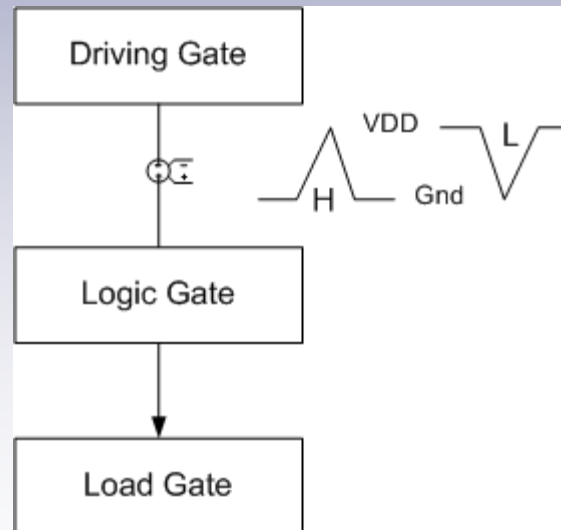 Driving Gate
VDD
L
H
Gnd
Logic Gate
Load Gate